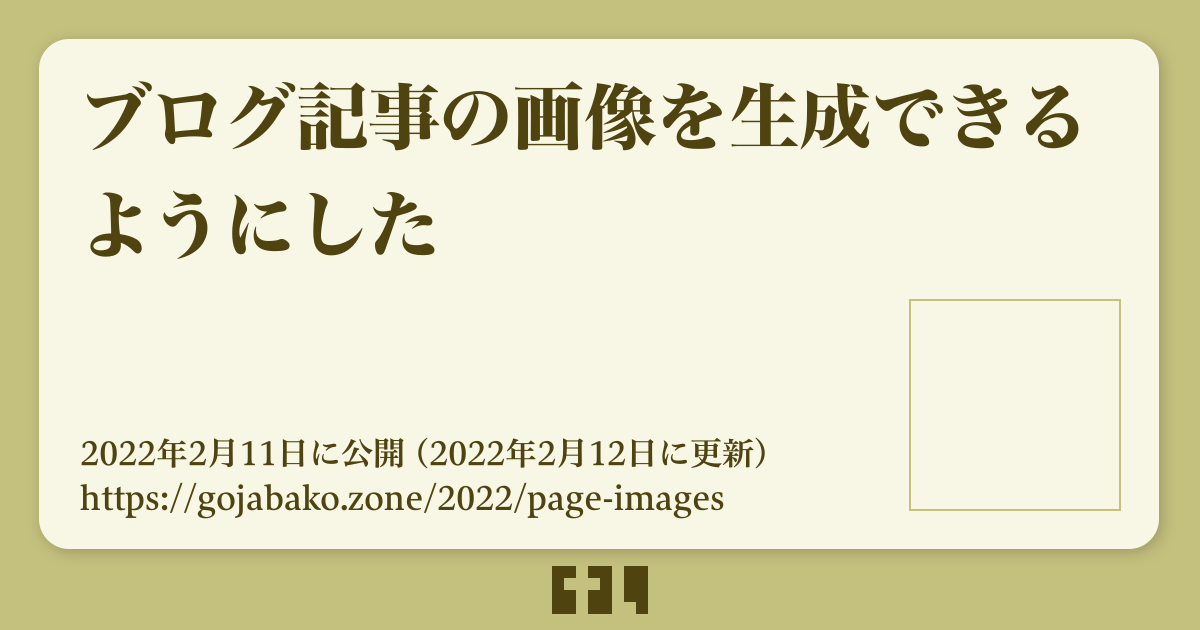 ブログ記事の画像を生成できる
ようにした
2022年2月11日に公開（2022年2月12日に更新）
https://gojabako.zone/2022/page-images